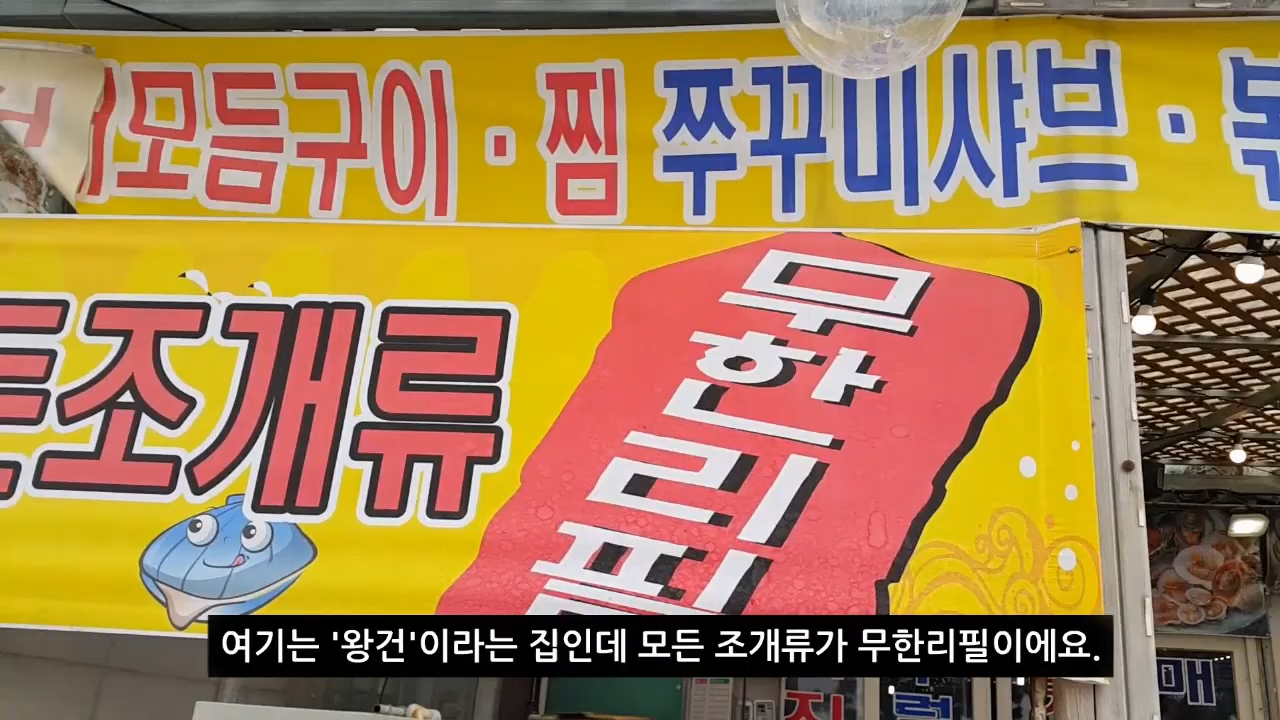 모듬구이 · 찜 쭈꾸미샤브 ·
조개류
무한리필
여기는 '왕건'이라는 집인데 모든 조개류가 무한리필이에요.
매